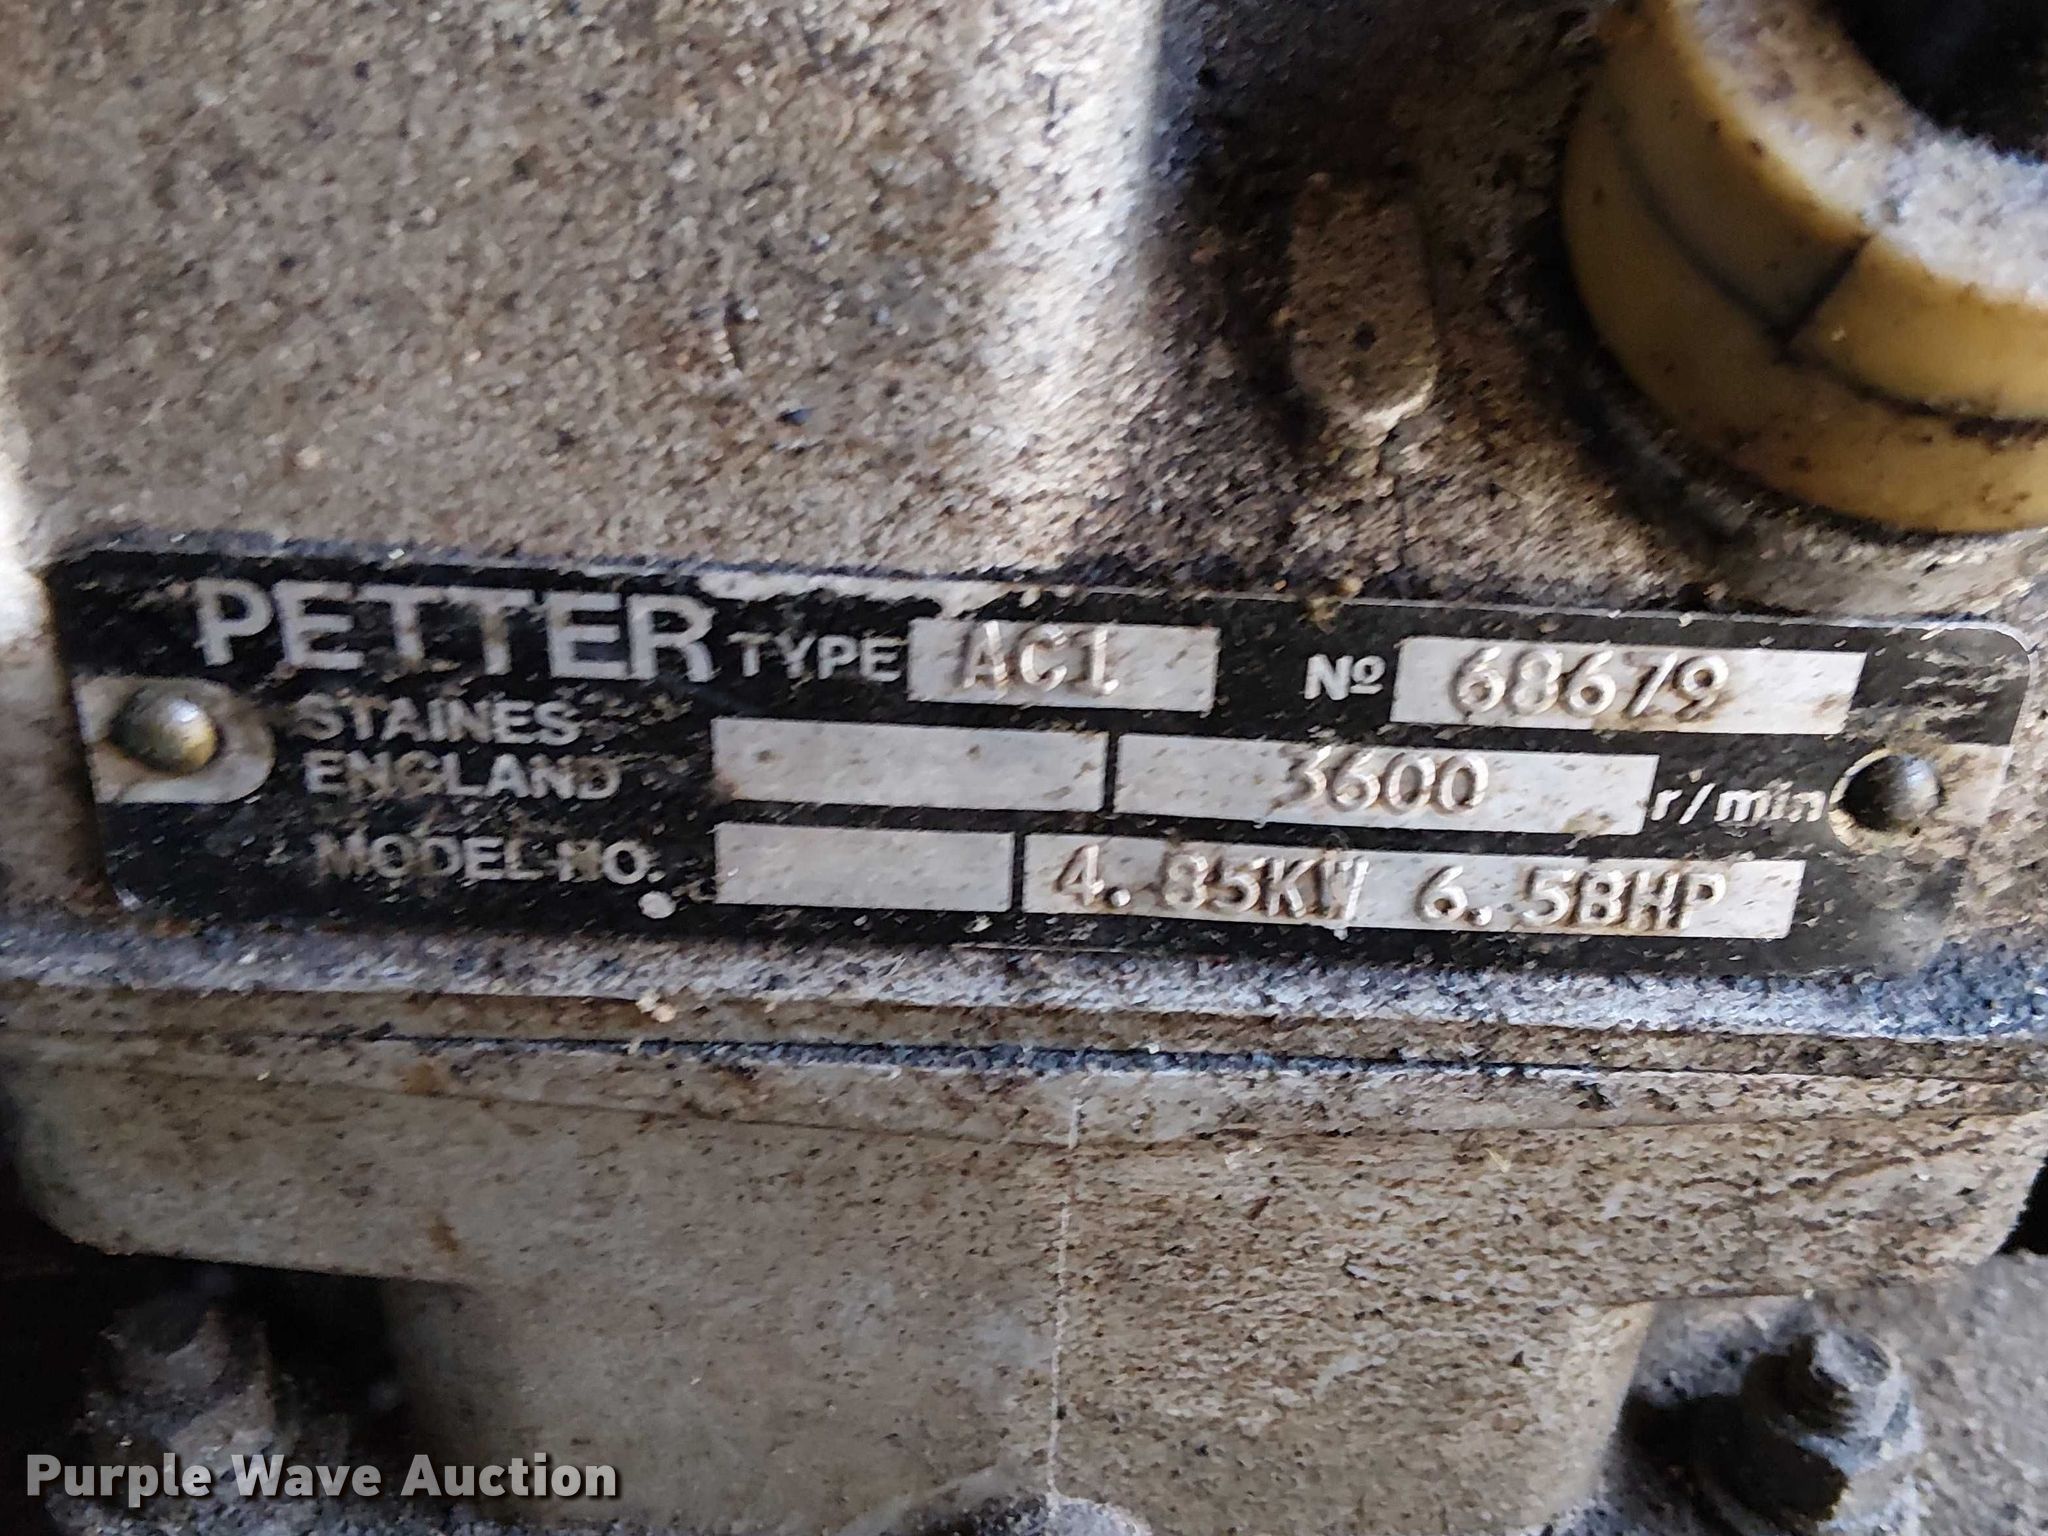 PETTER TYPE AC1 Nº 68679
STAINES
ENGLAND 3600 r/min
MODEL NO. 4.85KW 6.5BHP
Purple Wave Auction